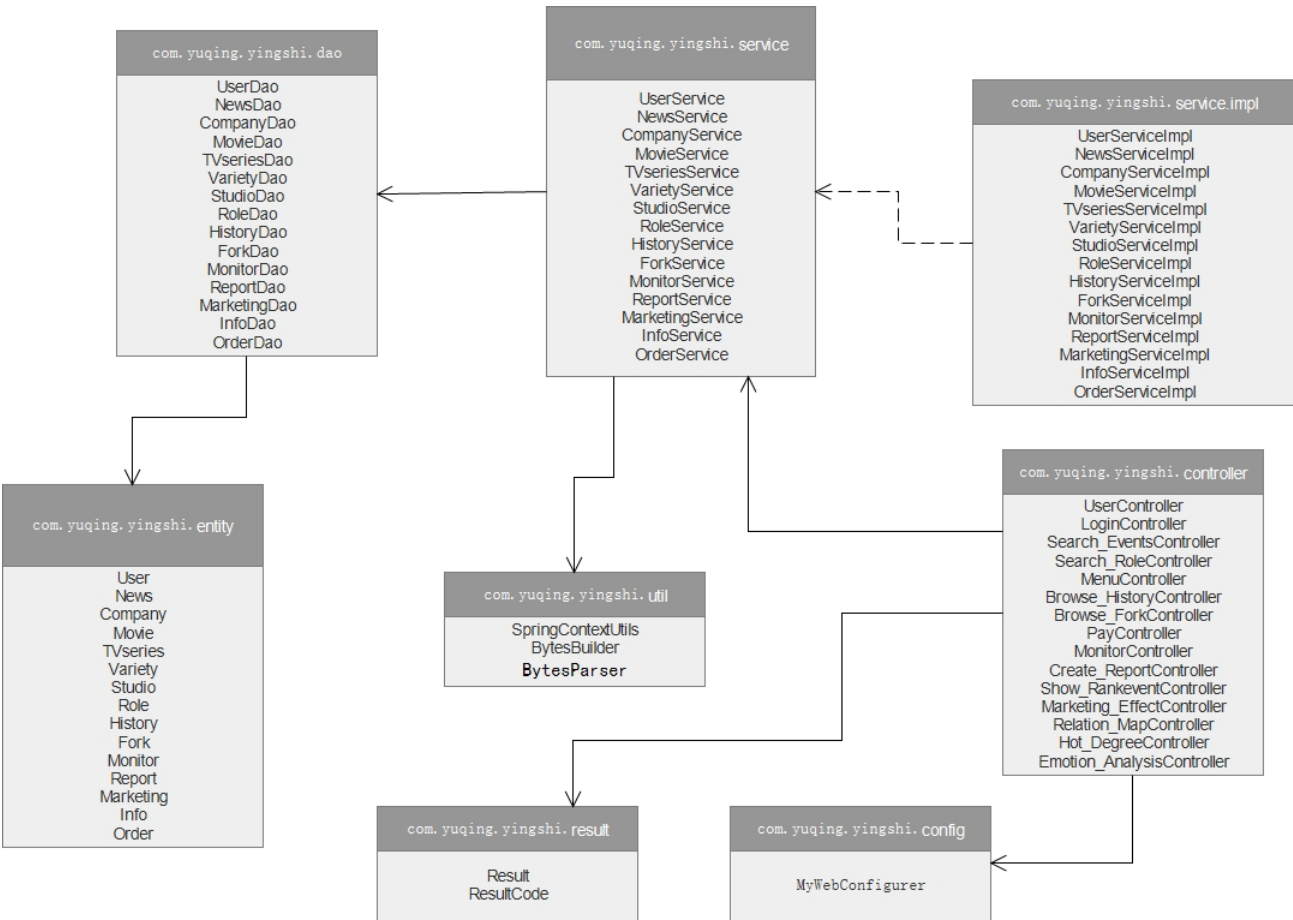 com.yuqing.yingshi.dao
UserDao
NewsDao
CompanyDao
MovieDao
TVseriesDao
VarietyDao
StudioDao
RoleDao
HistoryDao
ForkDao
MonitorDao
ReportDao
MarketingDao
InfoDao
OrderDao
com.yuqing.yingshi.service
UserService
NewsService
CompanyService
MovieService
TVseriesService
VarietyService
StudioService
RoleService
HistoryService
ForkService
MonitorService
ReportService
MarketingService
InfoService
OrderService
com.yuqing.yingshi.service.impl
UserServiceImpl
NewsServiceImpl
CompanyServiceImpl
MovieServiceImpl
TVseriesServiceImpl
VarietyServiceImpl
StudioServiceImpl
RoleServiceImpl
HistoryServiceImpl
ForkServiceImpl
MonitorServiceImpl
ReportServiceImpl
MarketingServiceImpl
InfoServiceImpl
OrderServiceImpl
com.yuqing.yingshi.entity
User
News
Company
Movie
TVseries
Variety
Studio
Role
History
Fork
Monitor
Report
Marketing
Info
Order
com.yuqing.yingshi.util
SpringContextUtils
BytesBuilder
BytesParser
com.yuqing.yingshi.controller
UserController
LoginController
Search_EventsController
Search_RoleController
MenuController
Browse_HistoryController
Browse_ForkController
PayController
MonitorController
Create_ReportController
Show_RankeventController
Marketing_EffectController
Relation_MapController
Hot_DegreeController
Emotion_AnalysisController
com.yuqing.yingshi.result
Result
ResultCode
com.yuqing.yingshi.config
MyWebConfigurer